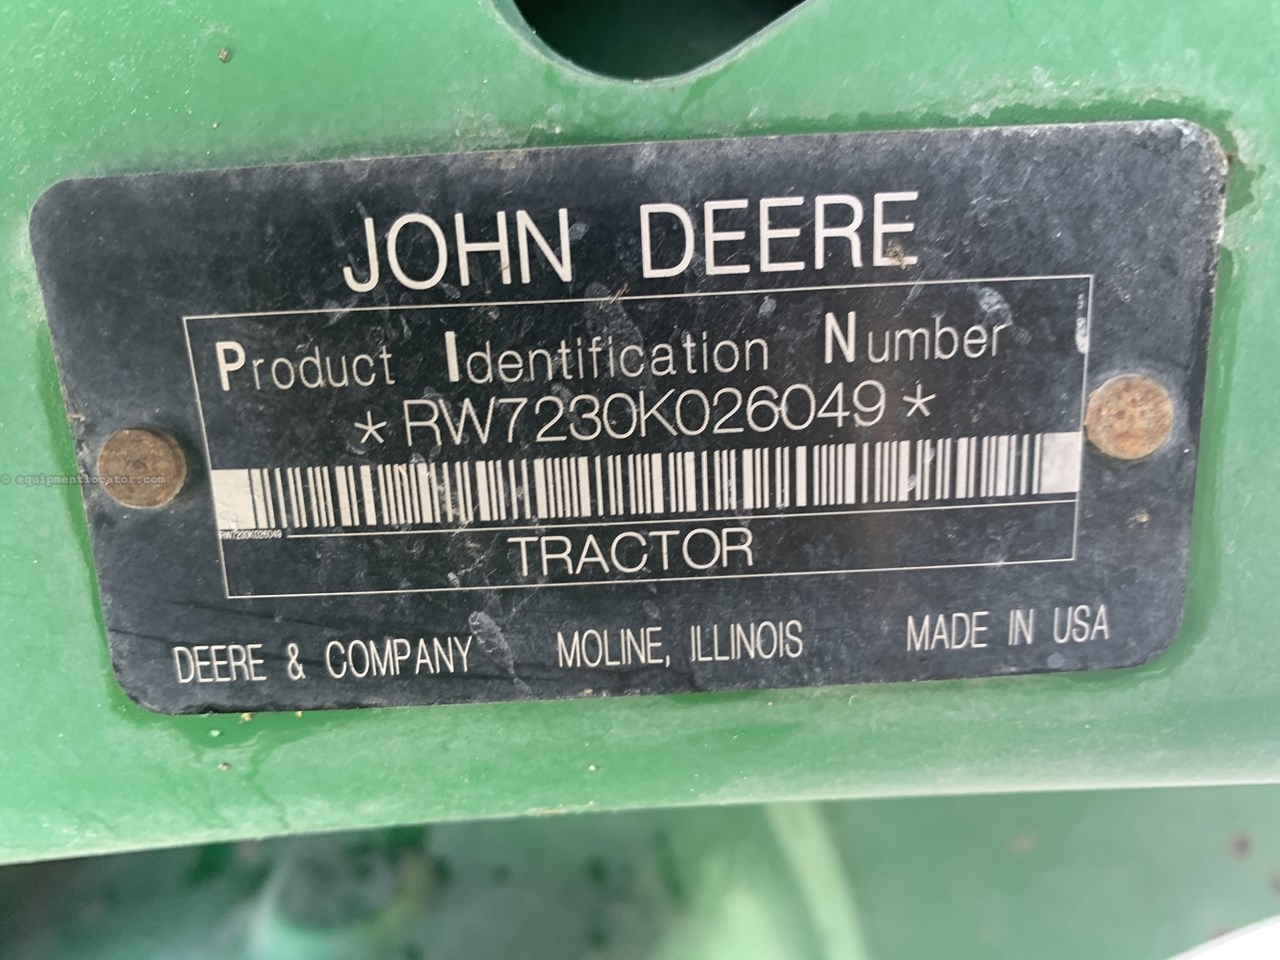 JOHN DEERE
Product Identification Number
*RW7230K026049*
RW7230K026049
TRACTOR
DEERE & COMPANY MOLINE, ILLINOIS MADE IN USA
© equipmentlocator.com